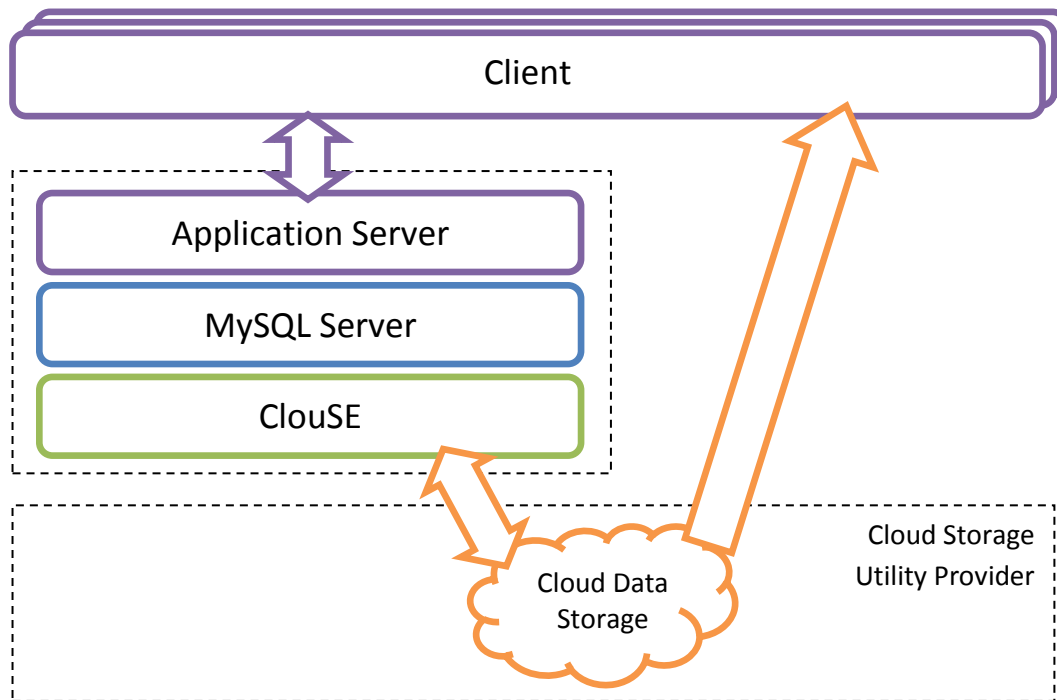 Client
Application Server
MySQL Server
ClouSE
Cloud Storage
Utility Provider
Cloud Data
Storage